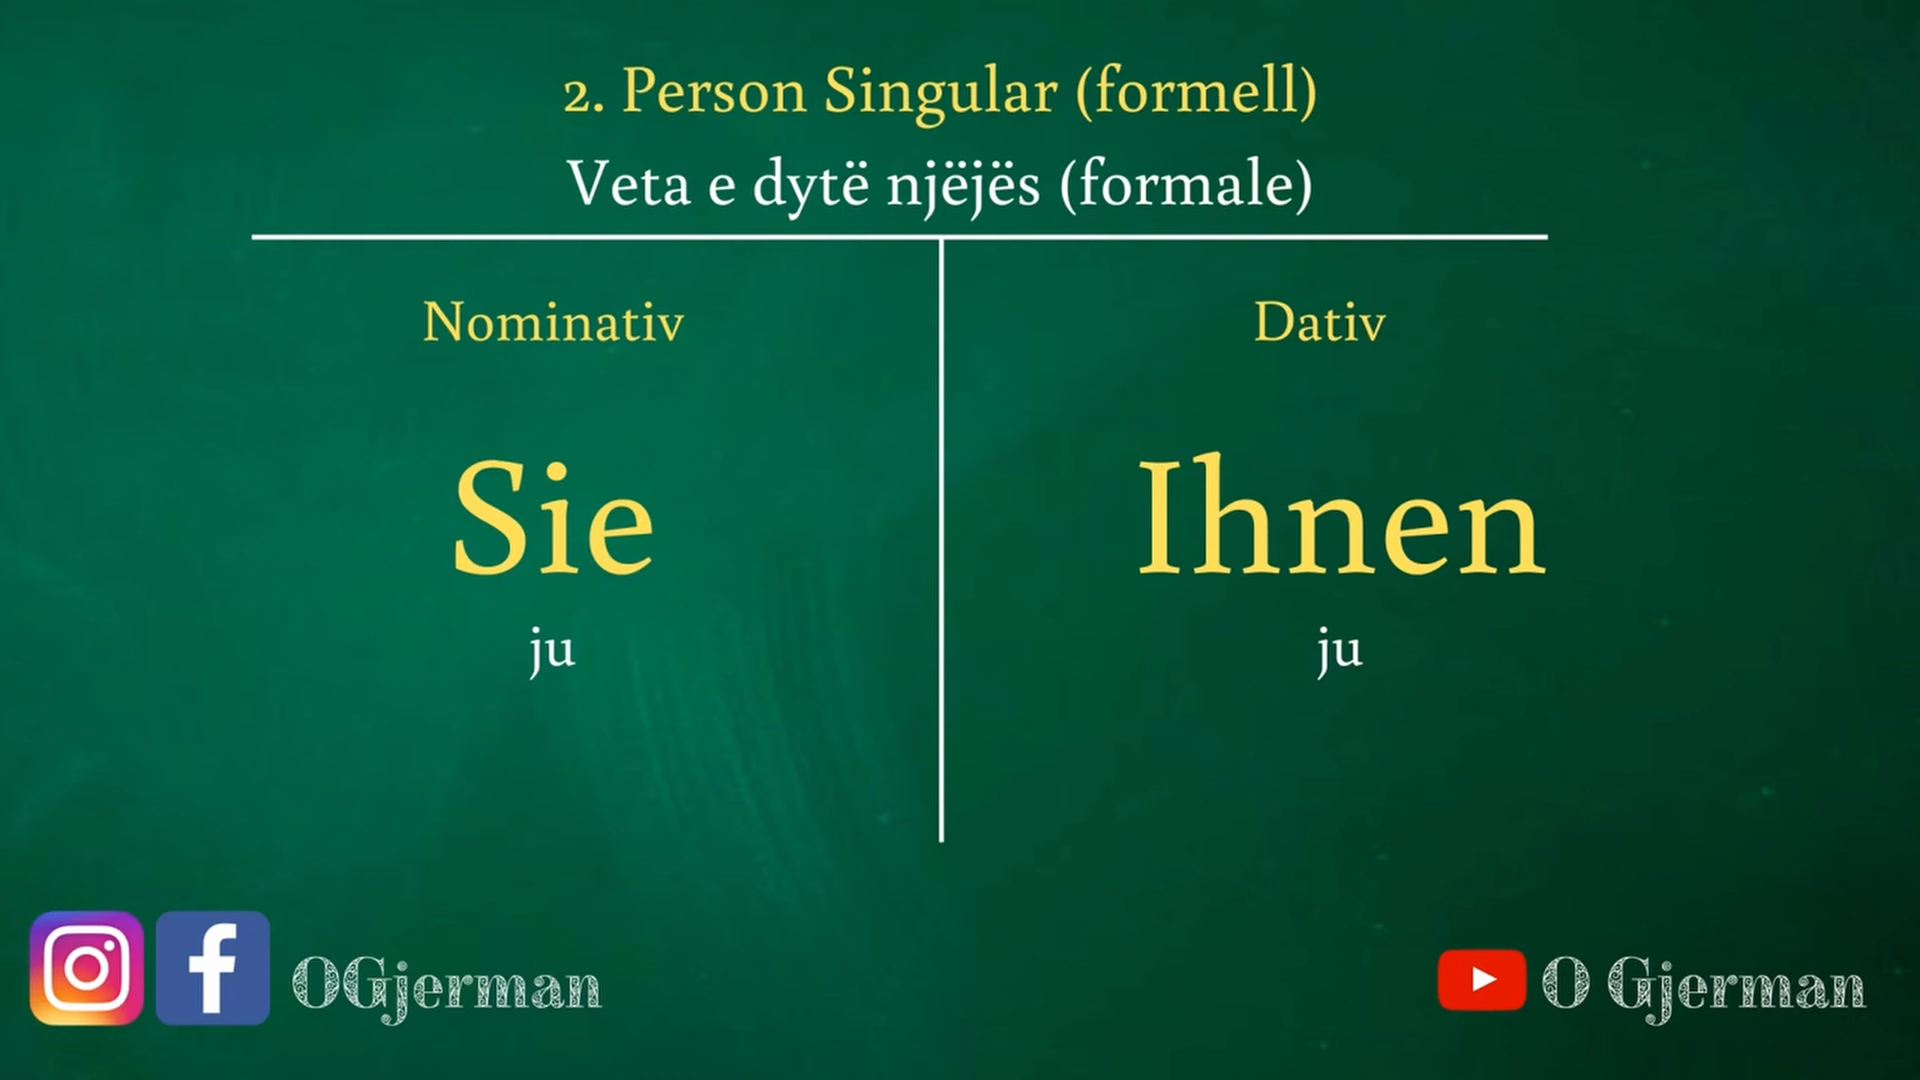 2. Person Singular (formell)
Veta e dytë njëjës (formale)
Nominativ
Dativ
Sie
Ihnen
ju
ju
OGjerman
O Gjerman